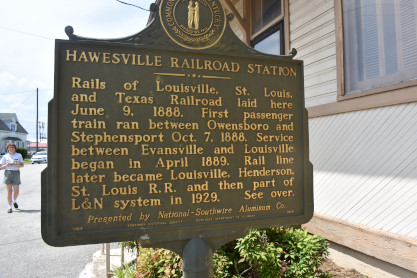 HAWESVILLE RAILROAD STATION
Rails of Louisville, St. Louis,
and Texas Railroad laid here
June 9, 1888. First passenger
train ran between Owensboro and
Stephensport Oct. 7, 1888. Service
between Evansville and Louisville
began in April 1889. Rail line
later became Louisville, Henderson,
St. Louis R.R. and then part of
L&N system in 1929. See over.
Presented by National-Southwire Aluminum Co.